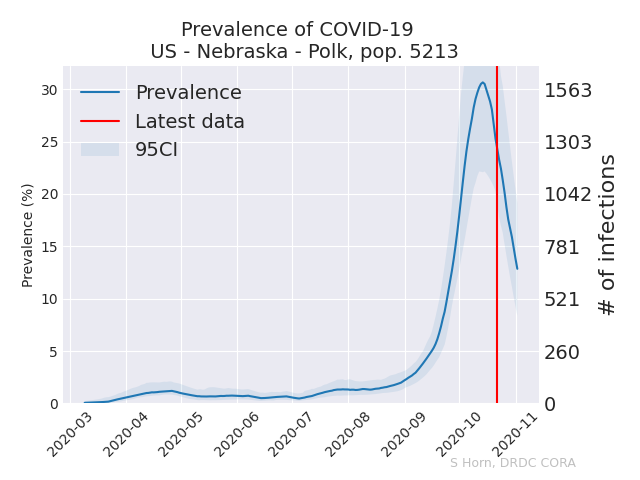 Prevalence of COVID-19
US - Nebraska - Polk, pop. 5213
Prevalence
Latest data
95CI
Prevalence (%)
30
25
20
15
10
5
0
1563
1303
1042
781
521
260
0
# of infections
2020-03
2020-04
2020-05
2020-06
2020-07
2020-08
2020-09
2020-10
2020-11
S Horn, DRDC CORA